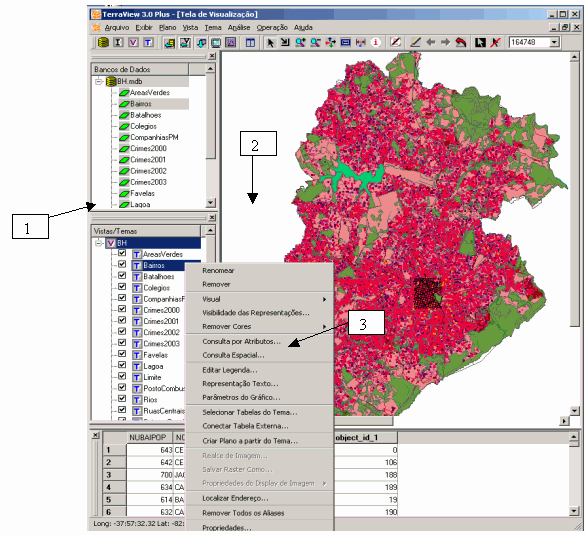 TerraView 3.0 Plus - [Tela de Visualização]
Arquivo Exibir Plano Vista Tema Análise Operação Ajuda
164748
Bancos de Dados
BH.mdb
AreasVerdes
Bairros
Batalhoes
Colegios
CompanhiasPM
Crimes2000
Crimes2001
Crimes2002
Crimes2003
Favelas
Lagoa
1
2
3
Vistas/Temas
BH
AreasVerdes
Bairros
Batalhoes
Colegios
CompanhiasP
Crimes2000
Crimes2001
Crimes2002
Crimes2003
Favelas
Lagoa
Limite
PostoCombus
Rios
RuasCentrais
Renomear
Remover
Visual
Visibilidade das Representações...
Remover Cores
Consulta por Atributos...
Consulta Espacial...
Editar Legenda...
Representação Texto...
Parâmetros do Gráfico...
Selecionar Tabelas do Tema...
Conectar Tabela Externa...
Criar Plano a partir do Tema...
Realce de Imagem...
Salvar Raster Como...
Propriedades do Display de Imagem
Localizar Endereço...
Remover Todos os Aliases
Propriedades...
NUBAIPOP NO object_id_1
1 643 CE 0
2 642 CE 106
3 700 JAC 188
4 634 CA 189
5 614 BA 19
6 632 CA 190
Long: -37:57:32.32 Lat: -82: